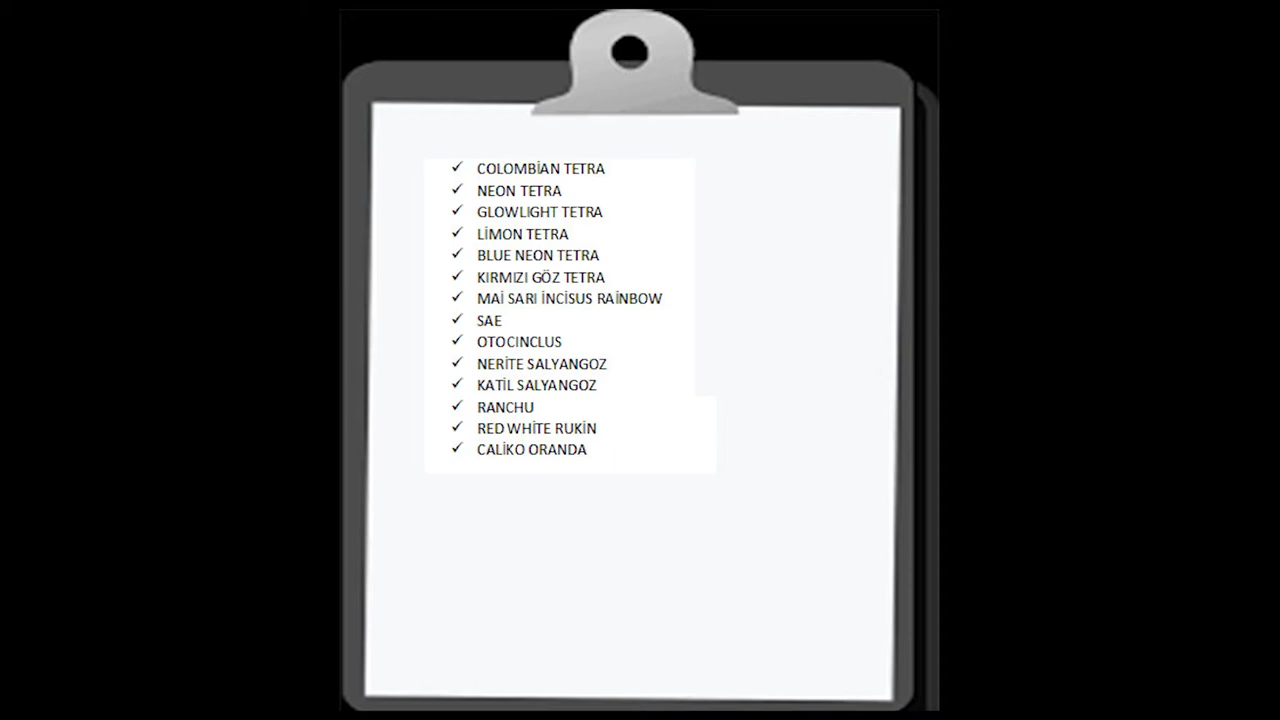 COLOMBİAN TETRA
NEON TETRA
GLOWLIGHT TETRA
LİMON TETRA
BLUE NEON TETRA
KIRMIZI GÖZ TETRA
MAİ SARI İNCİSUS RAİNBOW
SAE
OTOCINCLUS
NERİTE SALYANGOZ
KATİL SALYANGOZ
RANCHU
RED WHİTE RUKİN
CALİKO ORANDA